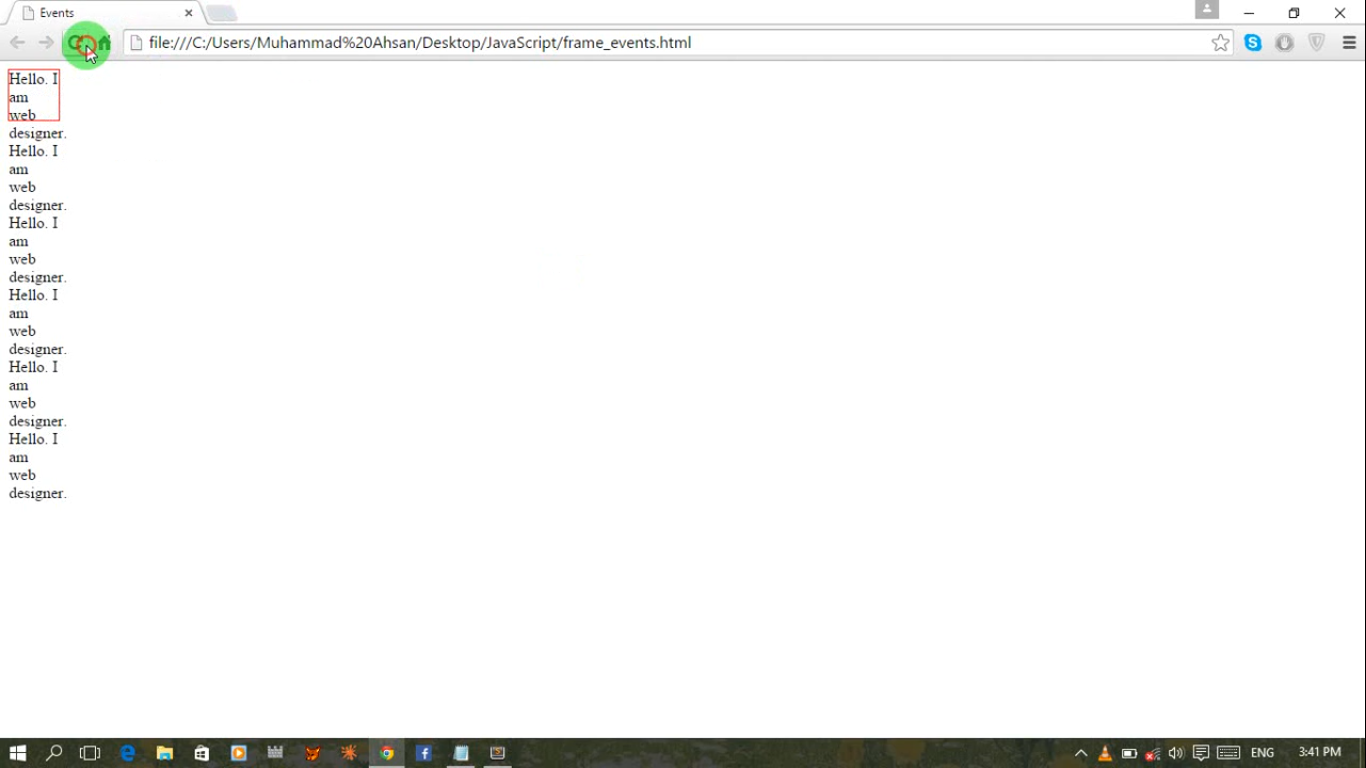 Events
file:///C:/Users/Muhammad%20Ahsan/Desktop/JavaScript/frame_events.html
Hello. I
am
web
designer.
Hello. I
am
web
designer.
Hello. I
am
web
designer.
Hello. I
am
web
designer.
Hello. I
am
web
designer.
Hello. I
am
web
designer.
ENG
3:41 PM